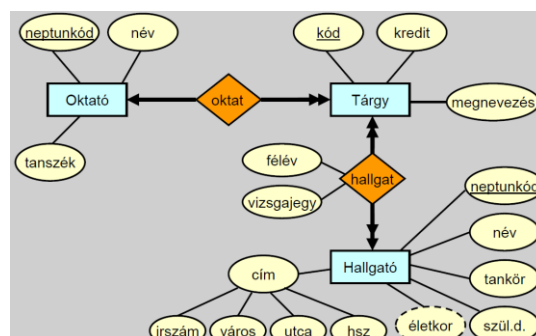 neptunkód
név
kód
kredit
Oktató
oktat
Tárgy
megnevezés
tanszék
félév
hallgat
vizsgajegy
neptunkód
név
cím
Hallgató
tankör
irszám
város
utca
hsz
életkor
szül.d.